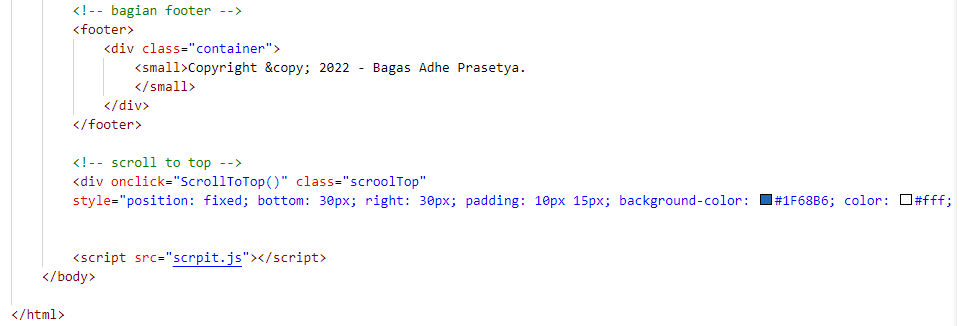 <!-- bagian footer -->
<footer>
<div class="container">
<small>Copyright &copy; 2022 - Bagas Adhe Prasetya.
</small>
</div>
</footer>
<!-- scroll to top -->
<div onclick="ScrollToTop()" class="scroolTop"
style="position: fixed; bottom: 30px; right: 30px; padding: 10px 15px; background-color: #1F68B6; color: #fff;
<script src="scrpit.js"></script>
</body>
</html>